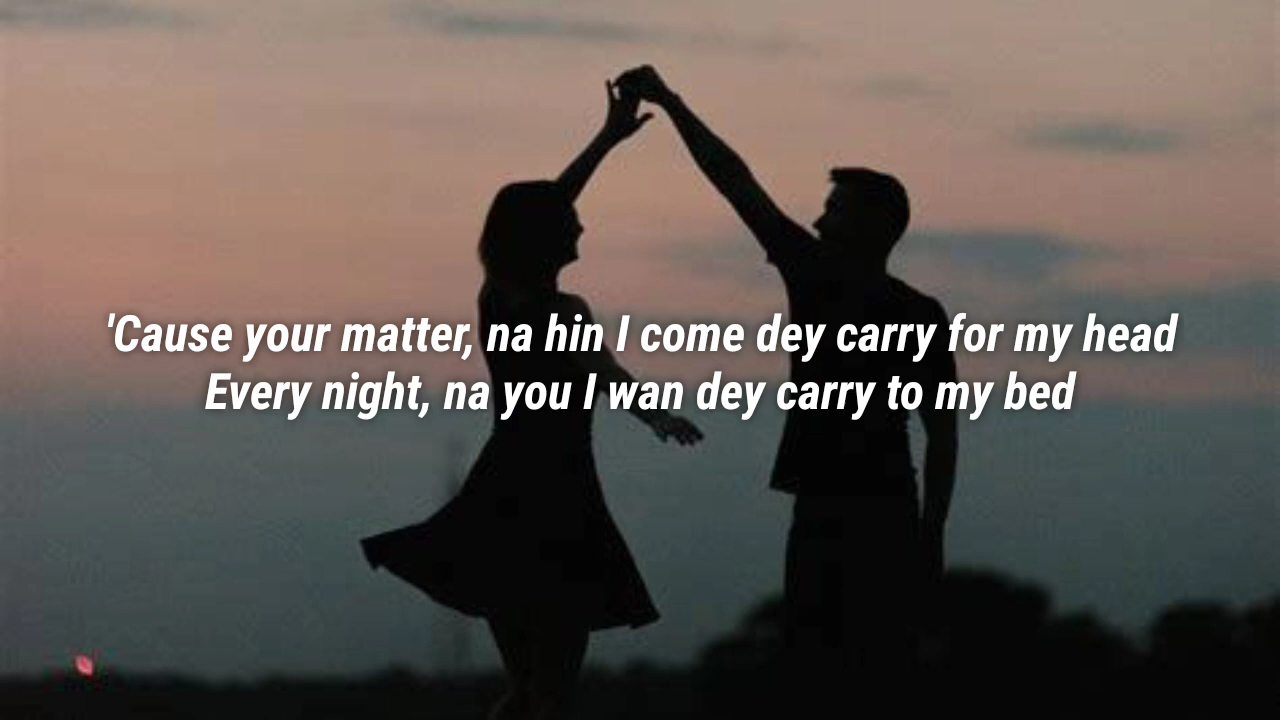 'Cause your matter, na hin I come dey carry for my head
Every night, na you I wan dey carry to my bed